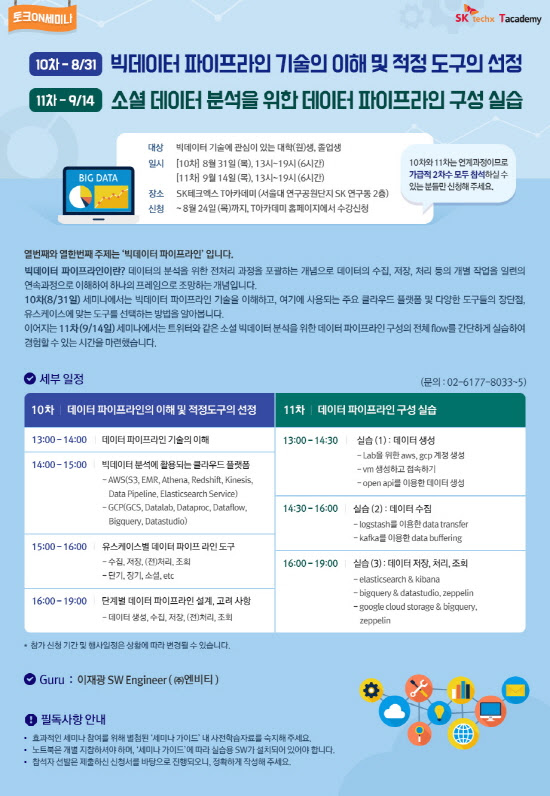 토크ON세미나
SK techx Tacademy
10차 – 8/31 빅데이터 파이프라인 기술의 이해 및 적정 도구의 선정
11차 – 9/14 소셜 데이터 분석을 위한 데이터 파이프라인 구성 실습
BIG DATA
대상 빅데이터 기술에 관심이 있는 대학(원)생, 졸업생
일시 [10차] 8월 31일 (목), 13시~19시 (6시간)
[11차] 9월 14일 (목), 13시~19시 (6시간)
장소 SK테크엑스 T아카데미 (서울대 연구공원단지 SK 연구동 2층)
신청 ~ 8월 24일 (목)까지, T아카데미 홈페이지에서 수강신청
10차와 11차는 연계과정이므로
가급적 2차수 모두 참석하실 수
있는 분들만 신청해 주세요.
열번째와 열한번째 주제는 '빅데이터 파이프라인' 입니다.
빅데이터 파이프라인이란? 데이터의 분석을 위한 전처리 과정을 포괄하는 개념으로 데이터의 수집, 저장, 처리 등의 개별 작업을 일련의
연속과정으로 이해하여 하나의 프레임으로 조망하는 개념입니다.
10차(8/31일) 세미나에서는 빅데이터 파이프라인 기술을 이해하고, 여기에 사용되는 주요 클라우드 플랫폼 및 다양한 도구들의 장단점,
유스케이스에 맞는 도구를 선택하는 방법을 알아봅니다.
이어지는 11차(9/14일) 세미나에서는 트위터와 같은 소셜 빅데이터 분석을 위한 데이터 파이프라인 구성의 전체 flow를 간단하게 실습하여
경험할 수 있는 시간을 마련했습니다.
세부 일정
(문의 : 02-6177-8033~5)
10차 | 데이터 파이프라인의 이해 및 적정도구의 선정
13:00 – 14:00 데이터 파이프라인 기술의 이해
14:00 – 15:00 빅데이터 분석에 활용되는 클라우드 플랫폼
– AWS(S3, EMR, Athena, Redshift, Kinesis,
Data Pipeline, Elasticsearch Service)
– GCP(GCS, Datalab, Dataproc, Dataflow,
Bigquery, Datastudio)
15:00 – 16:00 유스케이스별 데이터 파이프 라인 도구
– 수집, 저장, (전)처리, 조회
– 단기, 장기, 소셜, etc
16:00 – 19:00 단계별 데이터 파이프라인 설계, 고려 사항
– 데이터 생성, 수집, 저장, (전)처리, 조회
11차 | 데이터 파이프라인 구성 실습
13:00 – 14:30 실습 (1) : 데이터 생성
– Lab을 위한 aws, gcp 계정 생성
– vm 생성하고 접속하기
– open api를 이용한 데이터 생성
14:30 – 16:00 실습 (2) : 데이터 수집
– logstash를 이용한 data transfer
– kafka를 이용한 data buffering
16:00 – 19:00 실습 (3) : 데이터 저장, 처리, 조회
– elasticsearch & kibana
– bigquery & datastudio, zeppelin
– google cloud storage & bigquery,
zeppelin
• 참가 신청 기간 및 행사일정은 상황에 따라 변경될 수 있습니다.
Guru : 이재광 SW Engineer ( ㈜엔비티 )
필독사항 안내
• 효과적인 세미나 참여를 위해 별첨된 '세미나 가이드' 내 사전학습자료를 숙지해 주세요.
• 노트북은 개별 지참하셔야 하며, '세미나 가이드'에 따라 실습용 SW가 설치되어 있어야 합니다.
• 참석자 선발은 제출하신 신청서를 바탕으로 진행되오니, 정확하게 작성해 주세요.